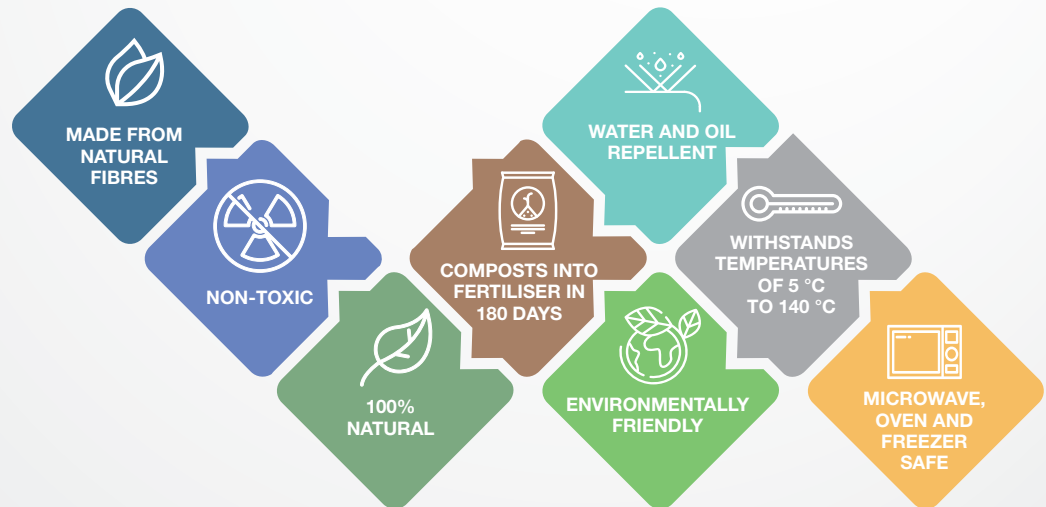 MADE FROM
NATURAL
FIBRES
NON-TOXIC
100%
NATURAL
COMPOSTS INTO
FERTILISER IN
180 DAYS
WATER AND OIL
REPELLENT
ENVIRONMENTALLY
FRIENDLY
WITHSTANDS
TEMPERATURES
OF 5 °C
TO 140 °C
MICROWAVE,
OVEN AND
FREEZER
SAFE